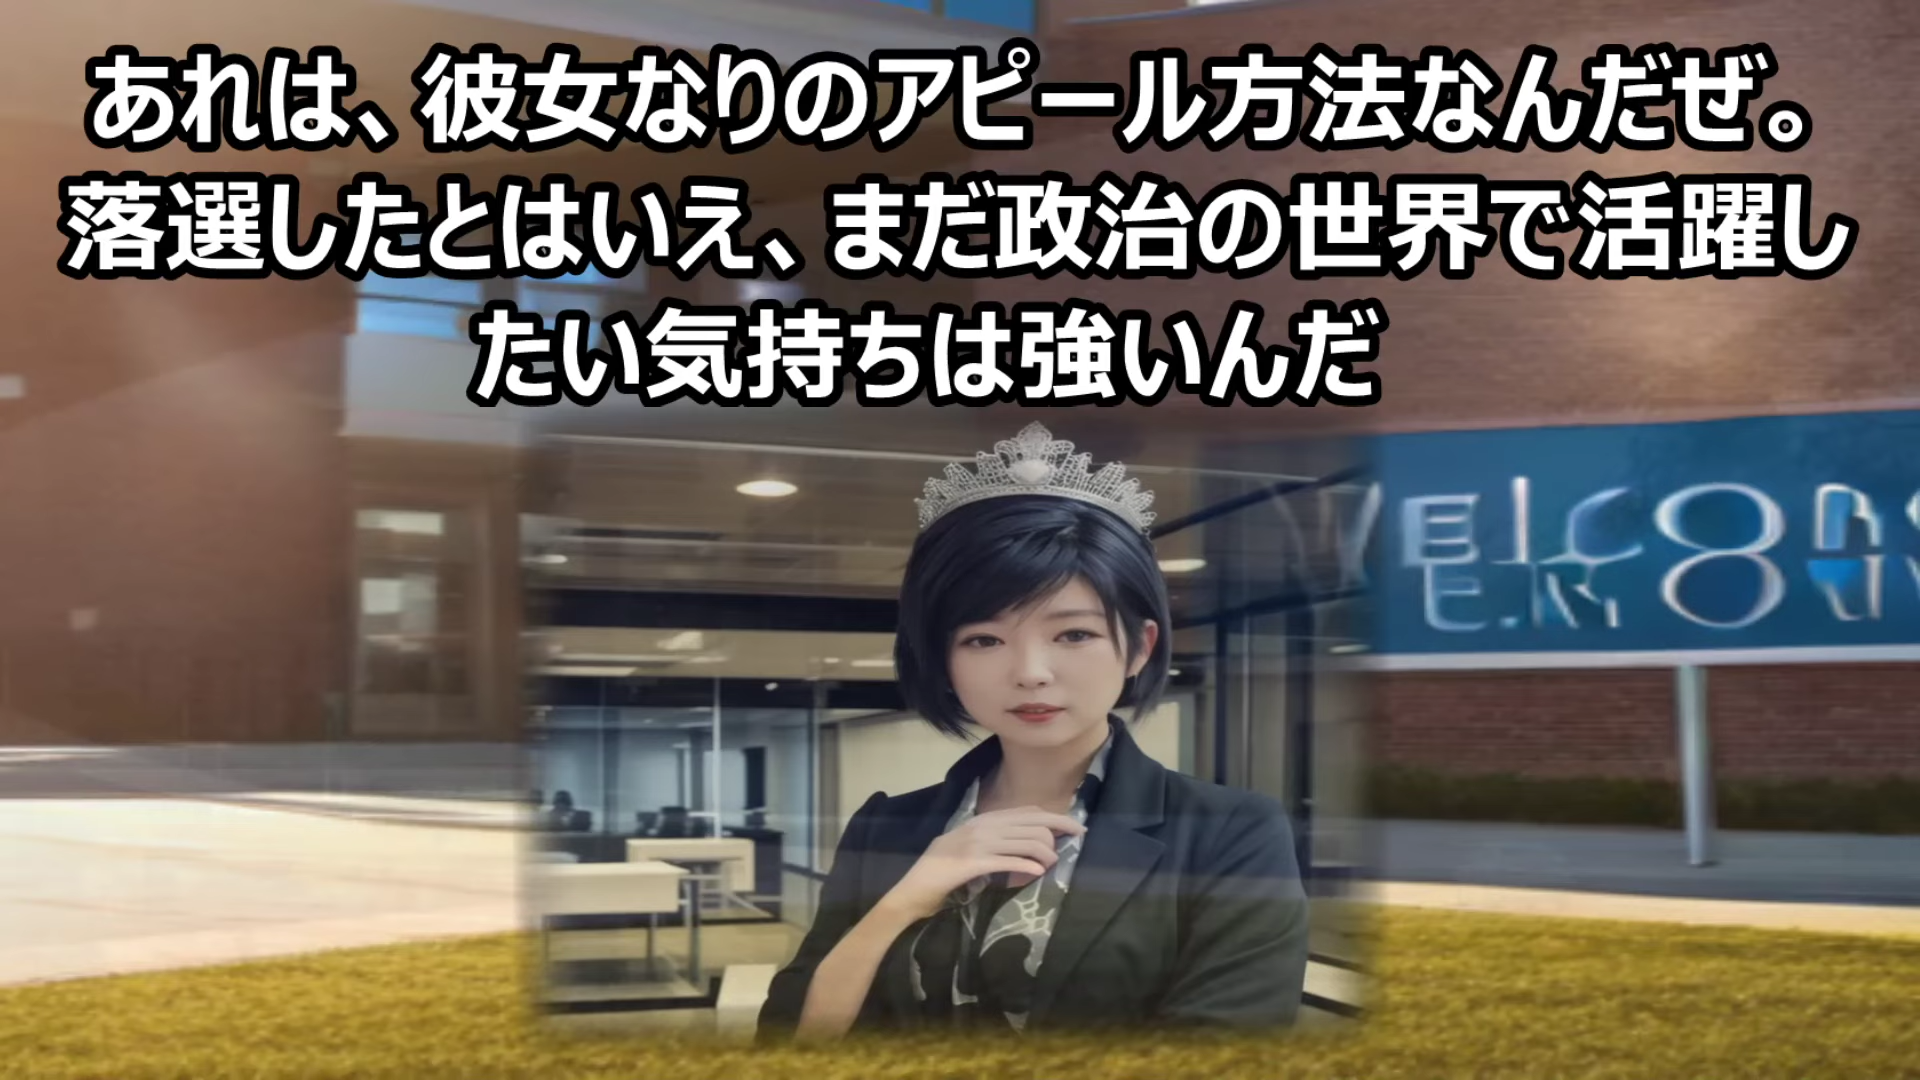 あれは、彼女なりのアピール方法なんだぜ。
落選したとはいえ、まだ政治の世界で活躍し
たい気持ちは強いんだ